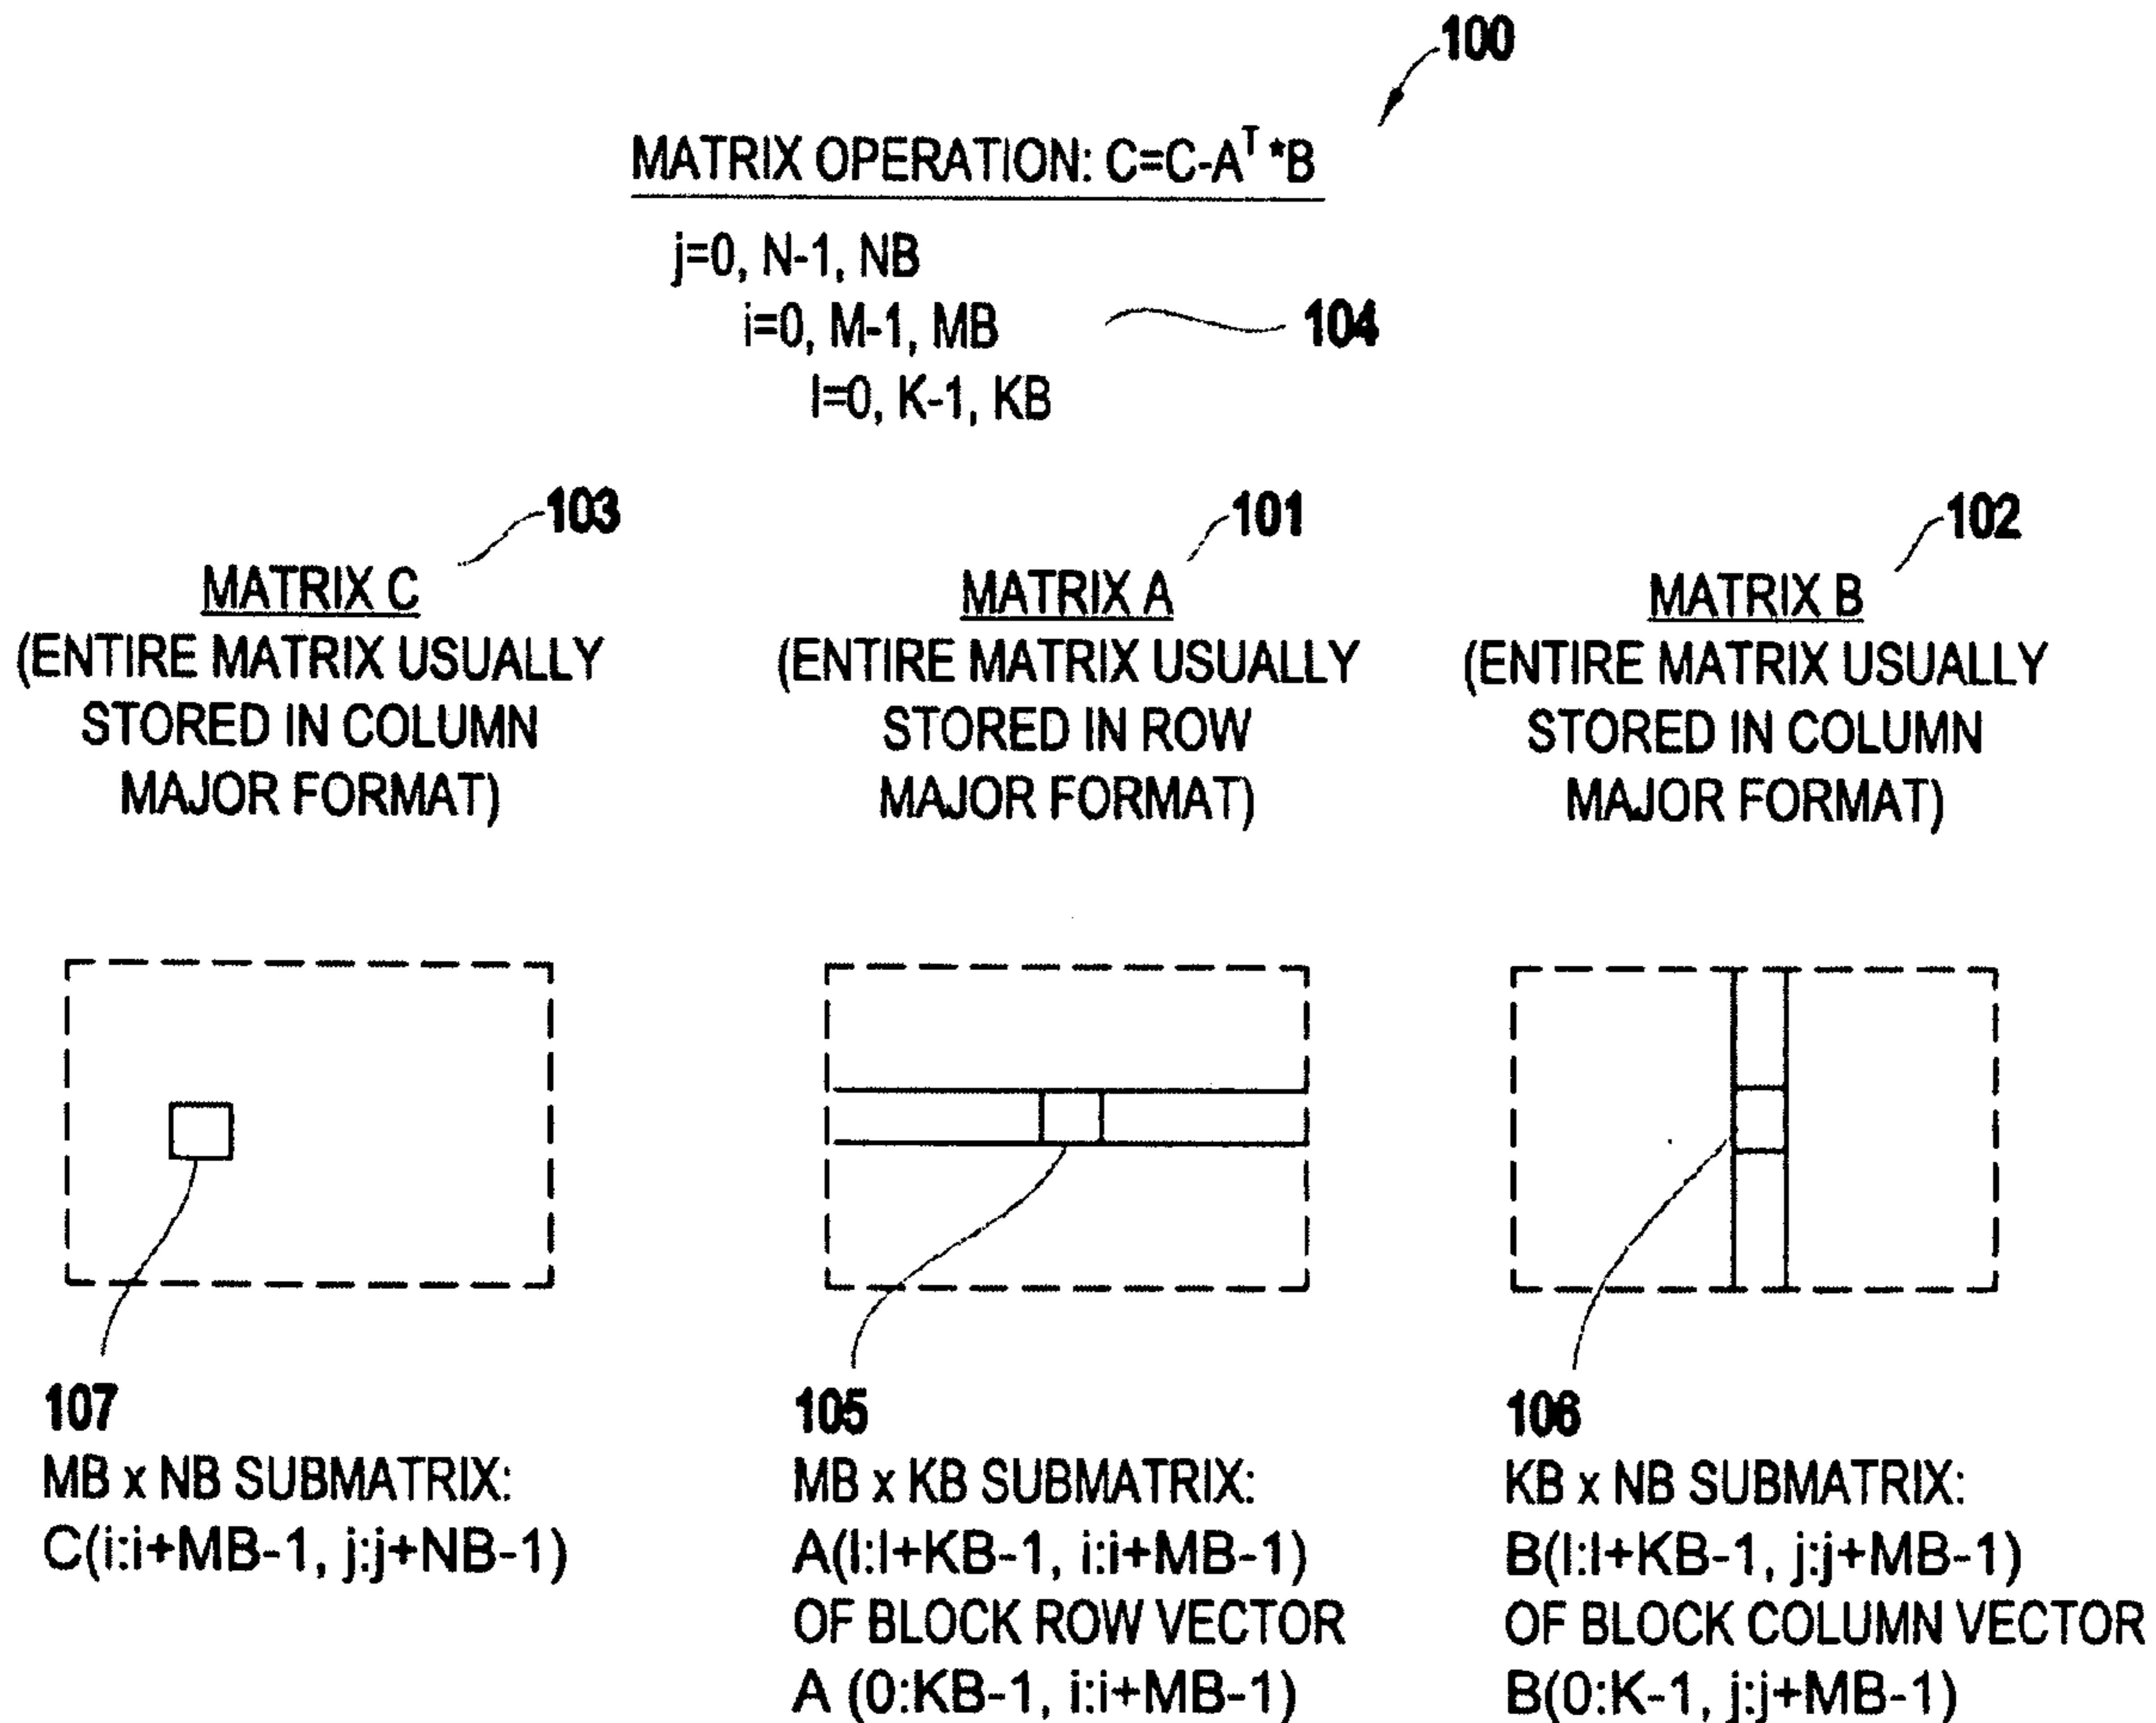 100
MATRIX OPERATION: C=C-Aᵀ*B
j=0, N-1, NB
i=0, M-1, MB
104
l=0, K-1, KB
103
MATRIX C
(ENTIRE MATRIX USUALLY
STORED IN COLUMN
MAJOR FORMAT)
101
MATRIX A
(ENTIRE MATRIX USUALLY
STORED IN ROW
MAJOR FORMAT)
102
MATRIX B
(ENTIRE MATRIX USUALLY
STORED IN COLUMN
MAJOR FORMAT)
107
MB x NB SUBMATRIX:
C(i:i+MB-1, j:j+NB-1)
105
MB x KB SUBMATRIX:
A(l:l+KB-1, i:i+MB-1)
OF BLOCK ROW VECTOR
A (0:KB-1, i:i+MB-1)
106
KB x NB SUBMATRIX:
B(l:l+KB-1, j:j+MB-1)
OF BLOCK COLUMN VECTOR
B(0:K-1, j:j+MB-1)